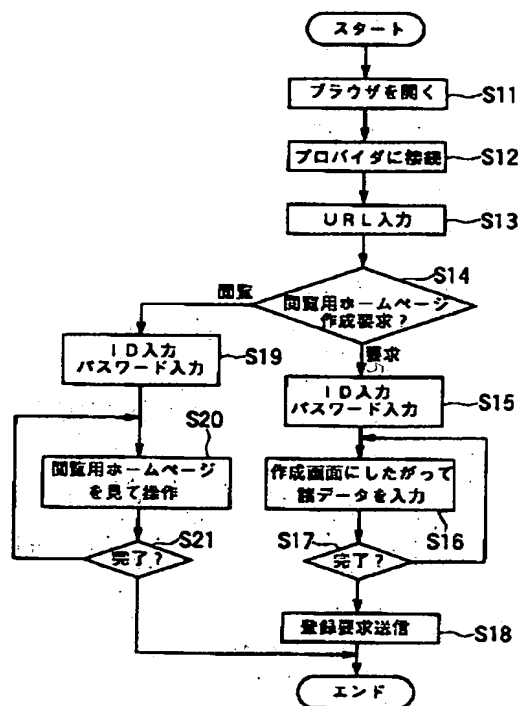 スタート
ブラウザを開く
S11
プロバイダに接続
S12
URL入力
S13
S14
閲覧用ホームページ
作成要求？
閲覧
要求
ID入力
パスワード入力
S19
ID入力
パスワード入力
S15
S20
閲覧用ホームページ
を見て操作
作成画面にしたがって
諸データを入力
S16
完了？
S21
S17
完了？
登録要求送信
S18
エンド